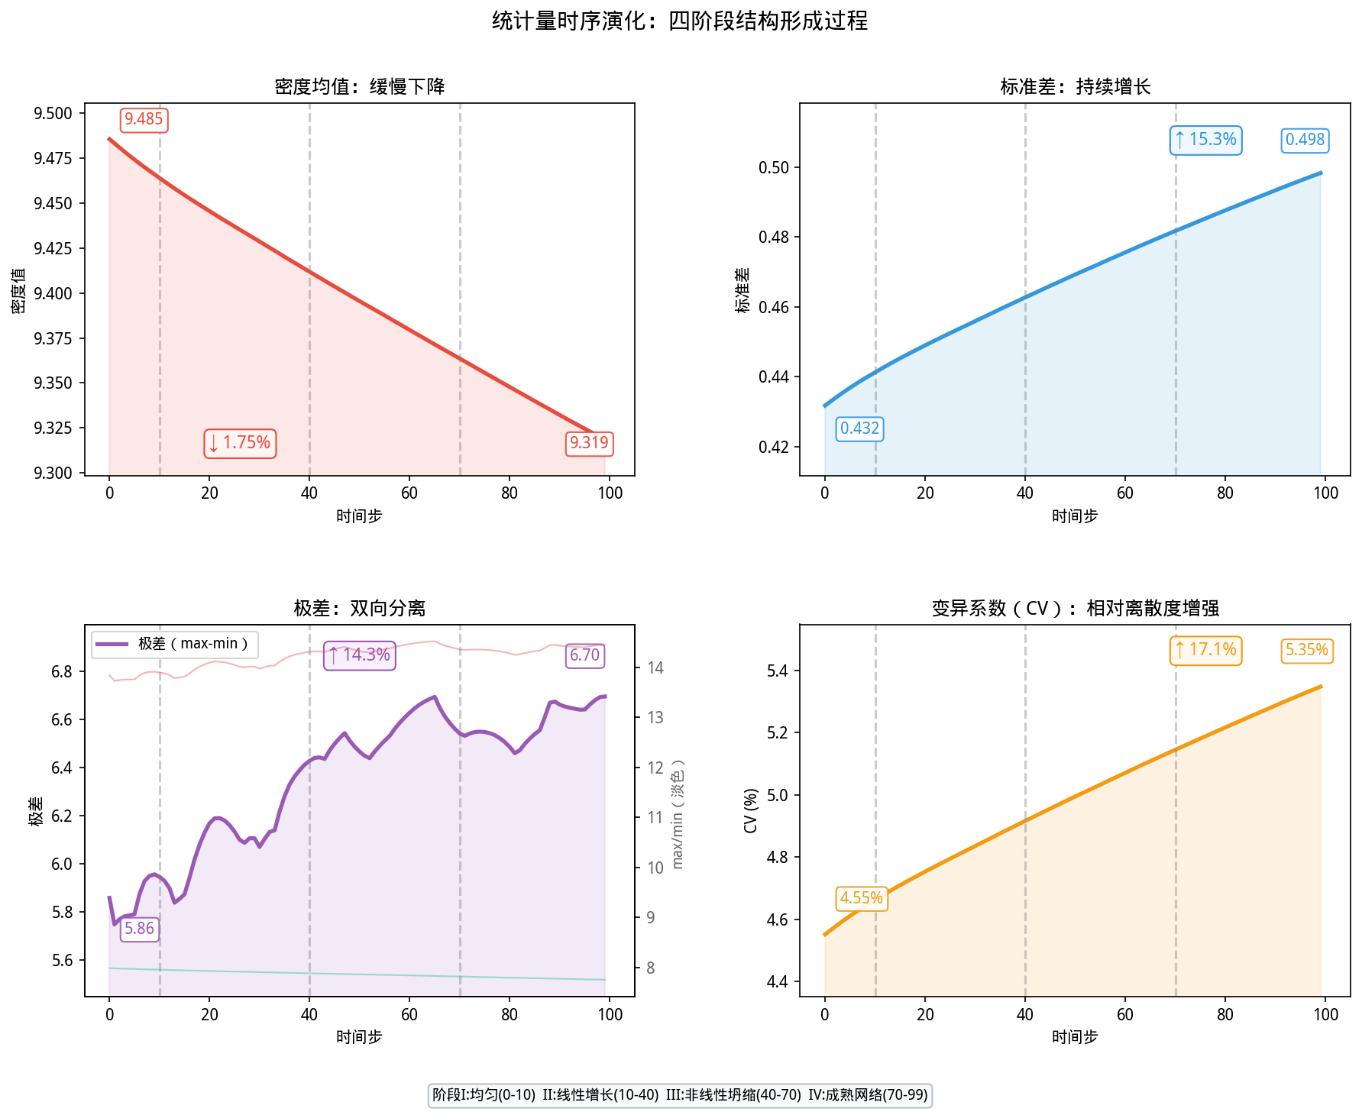 统计量时序演化：四阶段结构形成过程
密度均值：缓慢下降
9.500
9.475
9.450
9.425
9.400
9.375
9.350
9.325
9.300
密度值
9.485
↓ 1.75%
9.319
0 20 40 60 80 100
时间步
标准差：持续增长
0.50
0.48
0.46
0.44
0.42
标准差
↑ 15.3%
0.498
0.432
0 20 40 60 80 100
时间步
极差：双向分离
极差（max-min）
6.8
6.6
6.4
6.2
6.0
5.8
5.6
极差
↑ 14.3%
6.70
5.86
14
13
12
11
10
9
8
max/min（淡色）
0 20 40 60 80 100
时间步
变异系数（CV）：相对离散度增强
5.4
5.2
5.0
4.8
4.6
4.4
CV (%)
↑ 17.1%
5.35%
4.55%
0 20 40 60 80 100
时间步
阶段I:均匀(0-10) II:线性增长(10-40) III:非线性坍缩(40-70) IV:成熟网络(70-99)